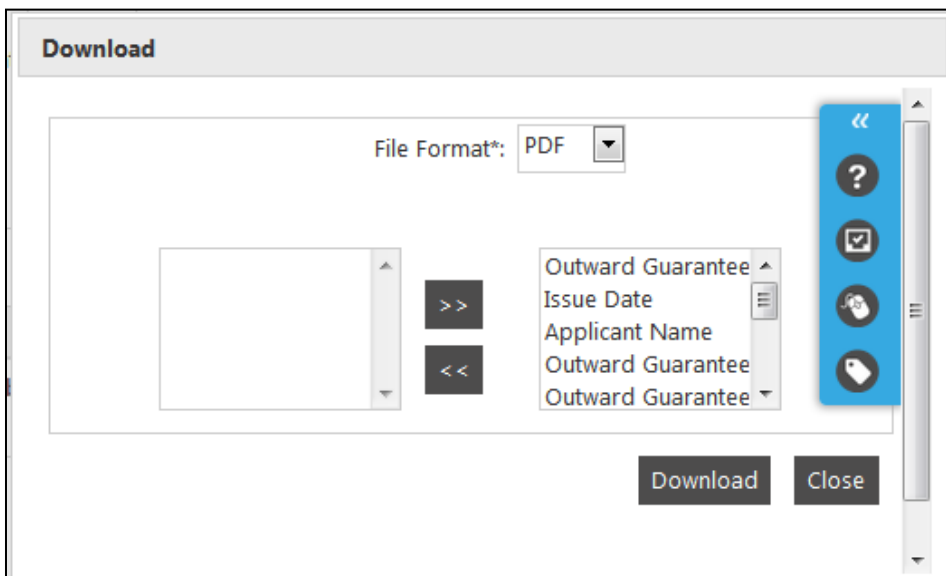 Download
File Format*: PDF
«
?
>>
<<
Outward Guarantee
Issue Date
Applicant Name
Outward Guarantee
Outward Guarantee
Download Close